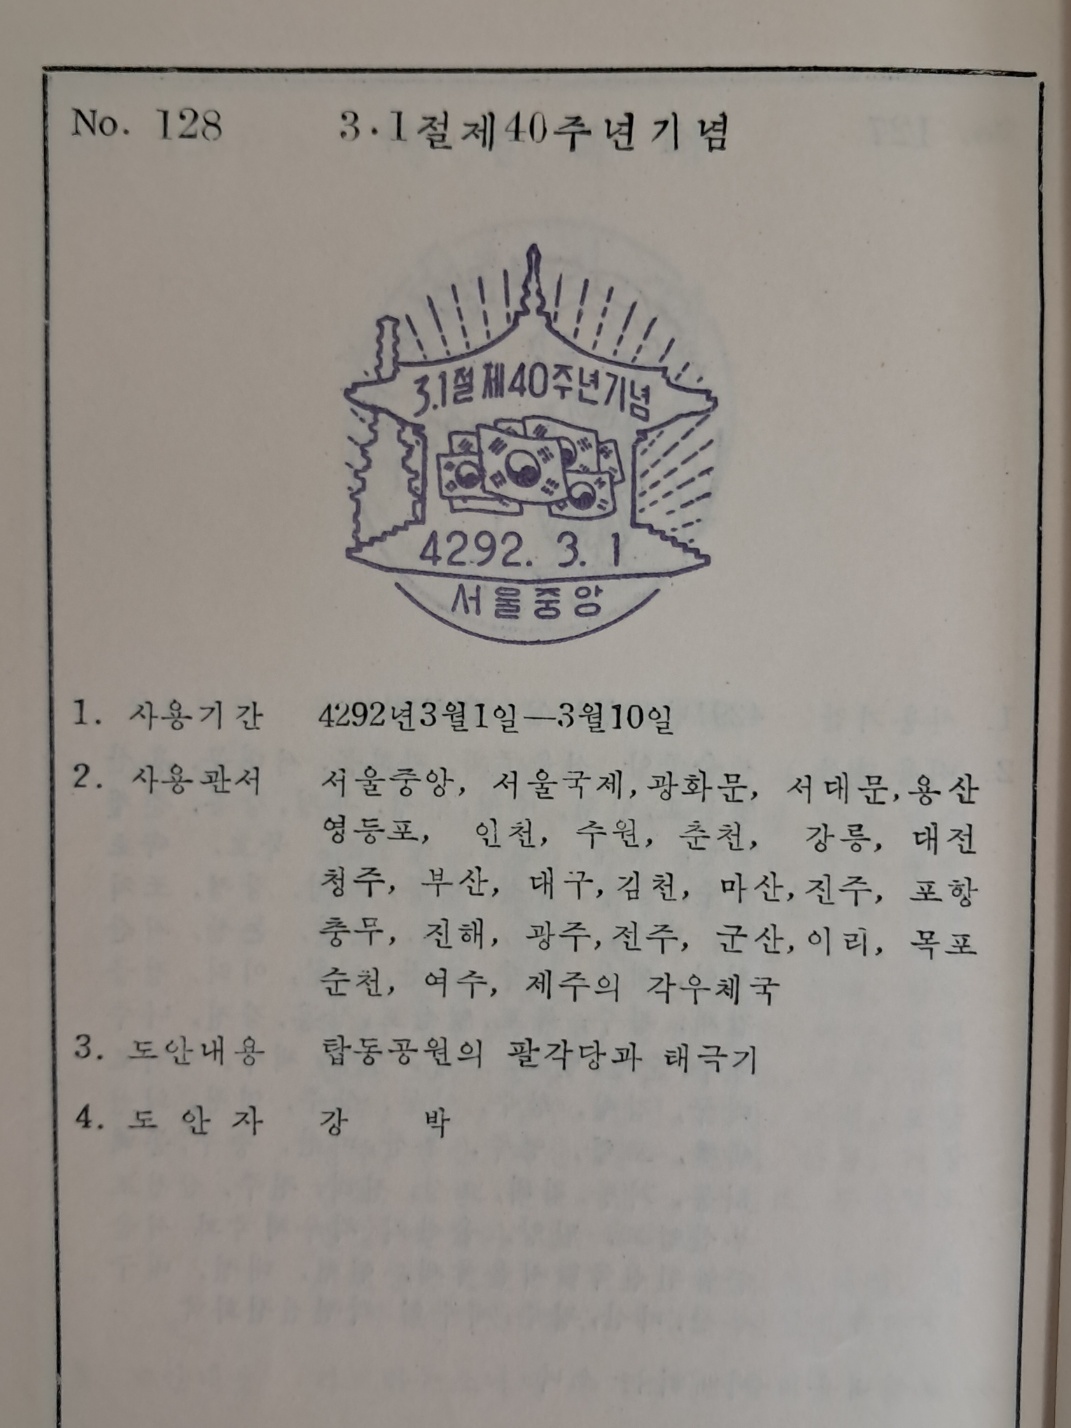 No. 128 3·1절제40주년기념
3.1절 제40주년기념
4292. 3. 1
서울중앙
1. 사용기간 4292년3월1일—3월10일
2. 사용관서 서울중앙, 서울국제, 광화문, 서대문, 용산
영등포, 인천, 수원, 춘천, 강릉, 대전
청주, 부산, 대구, 김천, 마산, 진주, 포항
충무, 진해, 광주, 전주, 군산, 이리, 목포
순천, 여수, 제주의 각우체국
3. 도안내용 탑동공원의 팔각당과 태극기
4. 도안자 강 박